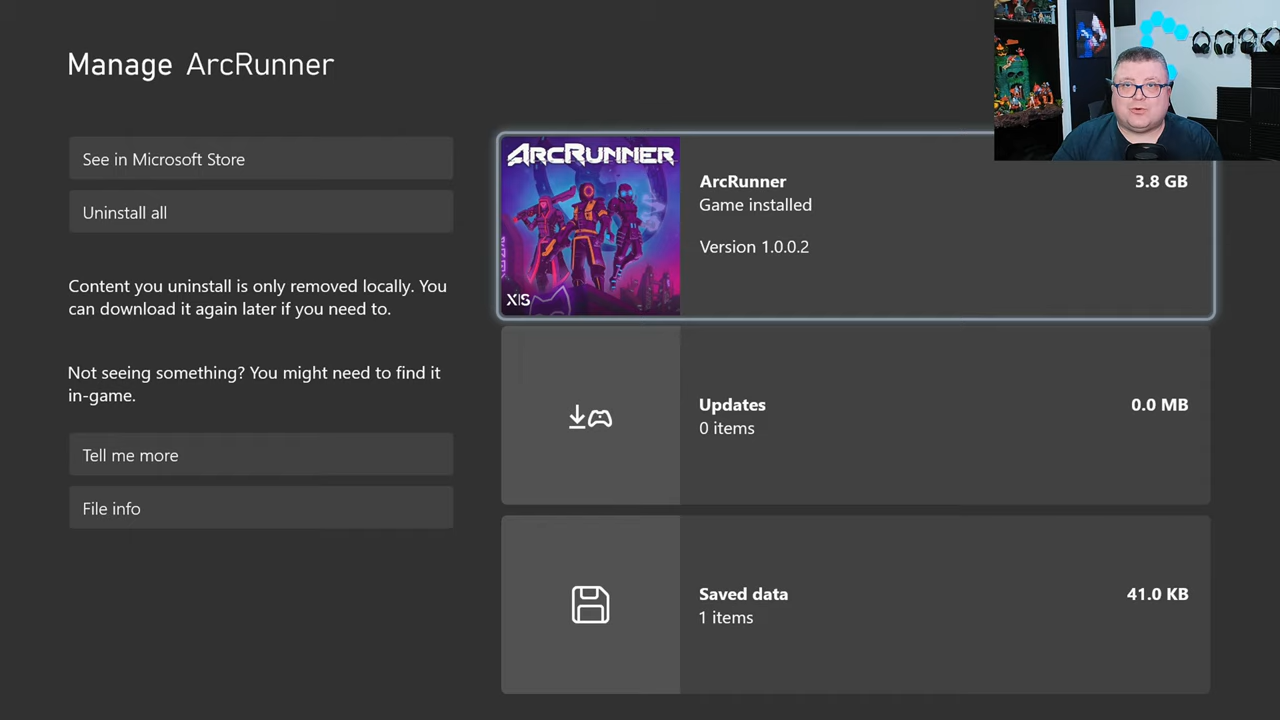 Manage ArcRunner
See in Microsoft Store
Uninstall all
Content you uninstall is only removed locally. You
can download it again later if you need to.
Not seeing something? You might need to find it
in-game.
Tell me more
File info
ARCRUNNER
X|S
ArcRunner
3.8 GB
Game installed
Version 1.0.0.2
Updates
0.0 MB
0 items
Saved data
41.0 KB
1 items